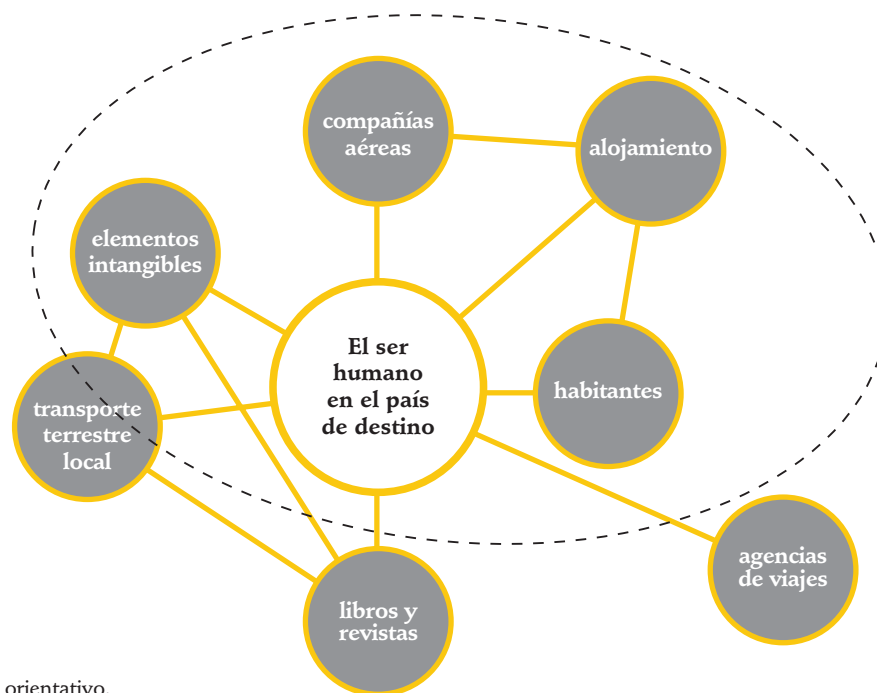 compañías
aéreas
alojamiento
elementos
intangibles
El ser
humano
en el país
de destino
habitantes
transporte
terrestre
local
agencias
de viajes
libros y
revistas
orientativo.